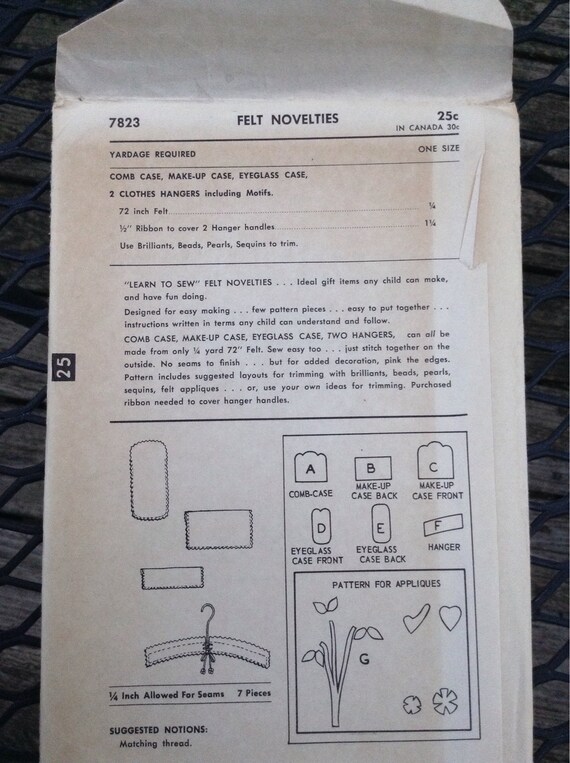 7823 FELT NOVELTIES 25c
IN CANADA 30c
YARDAGE REQUIRED ONE SIZE
COMB CASE, MAKE-UP CASE, EYEGLASS CASE,
2 CLOTHES HANGERS including Motifs.
72 inch Felt ¼
½" Ribbon to cover 2 Hanger handles 1¼
Use Brilliants, Beads, Pearls, Sequins to trim.
"LEARN TO SEW" FELT NOVELTIES . . . Ideal gift items any child can make,
and have fun doing.
Designed for easy making . . . few pattern pieces . . . easy to put together . . .
instructions written in terms any child can understand and follow.
COMB CASE, MAKE-UP CASE, EYEGLASS CASE, TWO HANGERS, can all be
made from only ¼ yard 72" Felt. Sew easy too . . . just stitch together on the
outside. No seams to finish . . . but for added decoration, pink the edges.
Pattern includes suggested layouts for trimming with brilliants, beads, pearls,
sequins, felt appliques . . . or, use your own ideas for trimming. Purchased
ribbon needed to cover hanger handles.
25
A
COMB-CASE
B
MAKE-UP
CASE BACK
C
MAKE-UP
CASE FRONT
D
EYEGLASS
CASE FRONT
E
EYEGLASS
CASE BACK
F
HANGER
PATTERN FOR APPLIQUES
G
¼ Inch Allowed For Seams 7 Pieces
SUGGESTED NOTIONS:
Matching thread.